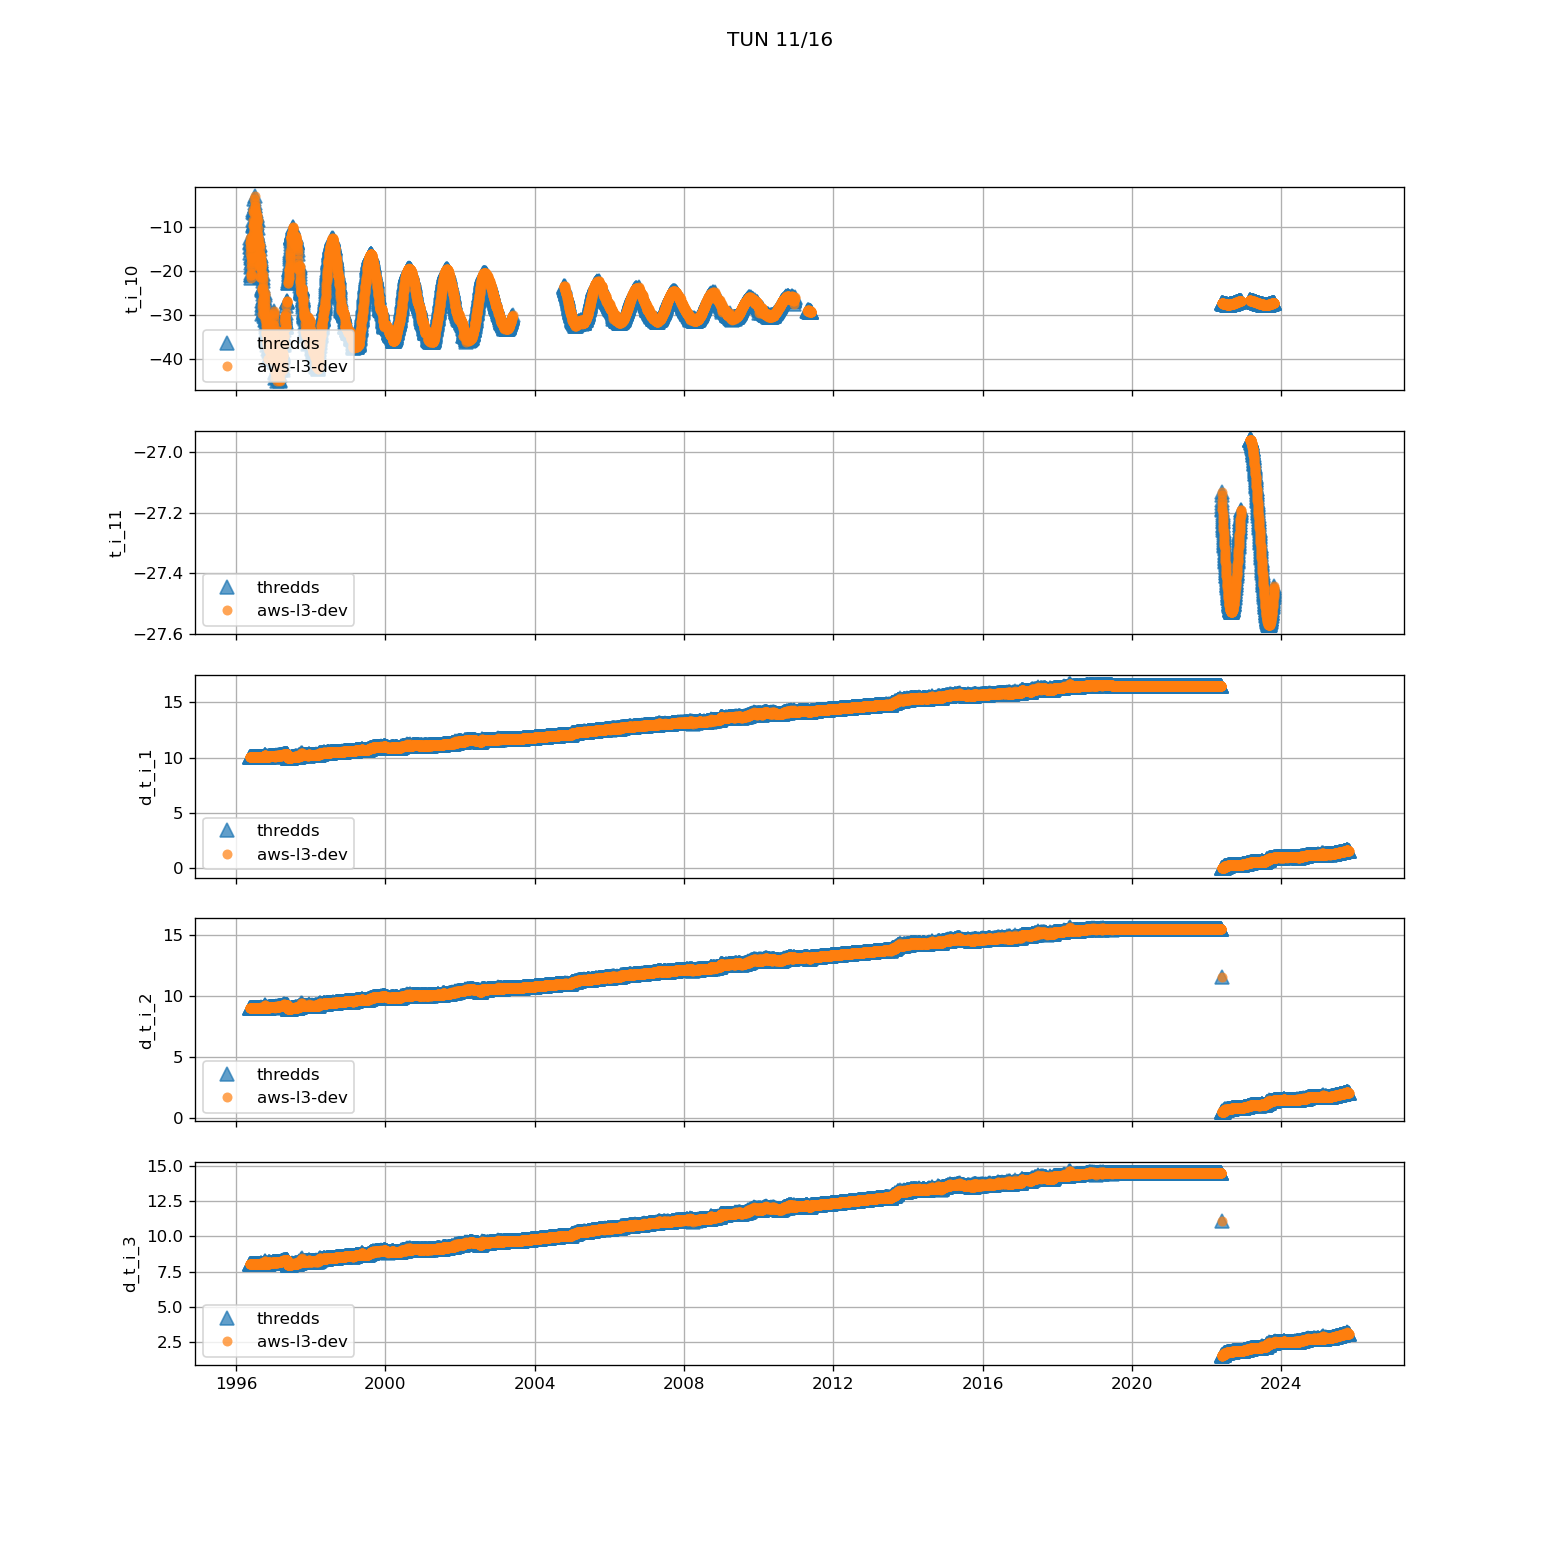 TUN 11/16
t_i_10
−10
−20
−30
−40
thredds
aws-l3-dev
t_i_11
−27.0
−27.2
−27.4
−27.6
thredds
aws-l3-dev
d_t_i_1
15
10
5
0
thredds
aws-l3-dev
d_t_i_2
15
10
5
0
thredds
aws-l3-dev
d_t_i_3
15.0
12.5
10.0
7.5
5.0
2.5
thredds
aws-l3-dev
1996 2000 2004 2008 2012 2016 2020 2024